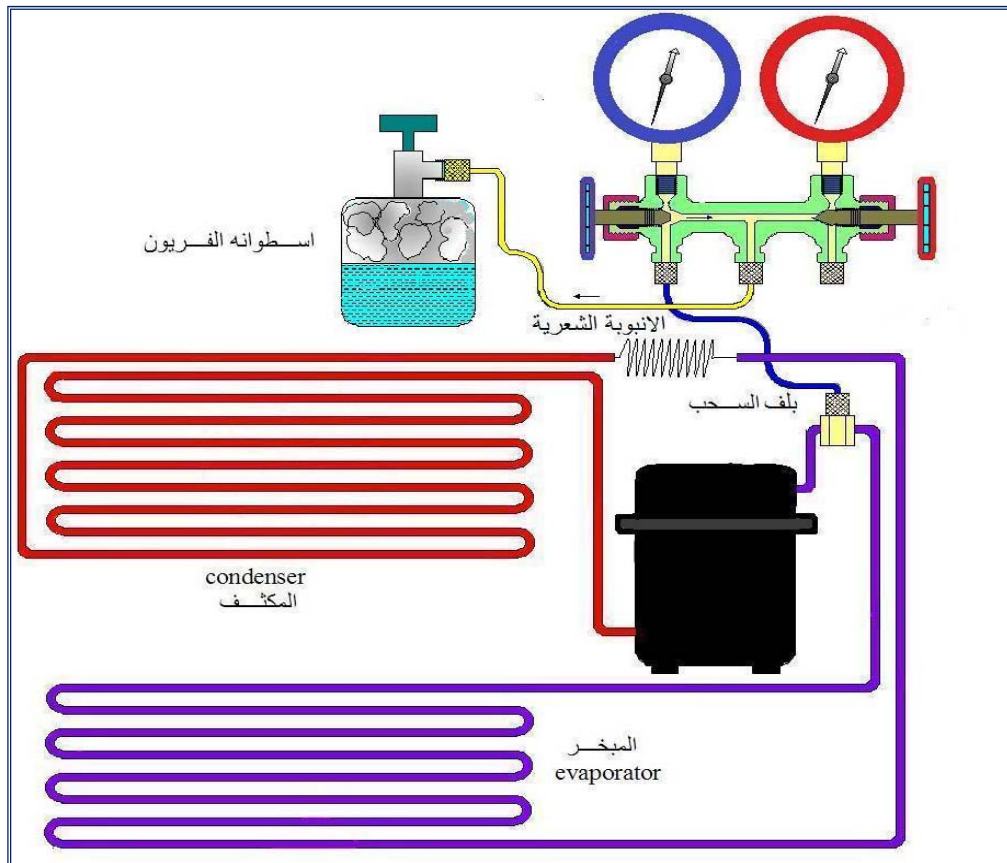 اسطوانه الفريون
الانبوبة الشعرية
بلف السحب
condenser
المكثف
المبخر
evaporator